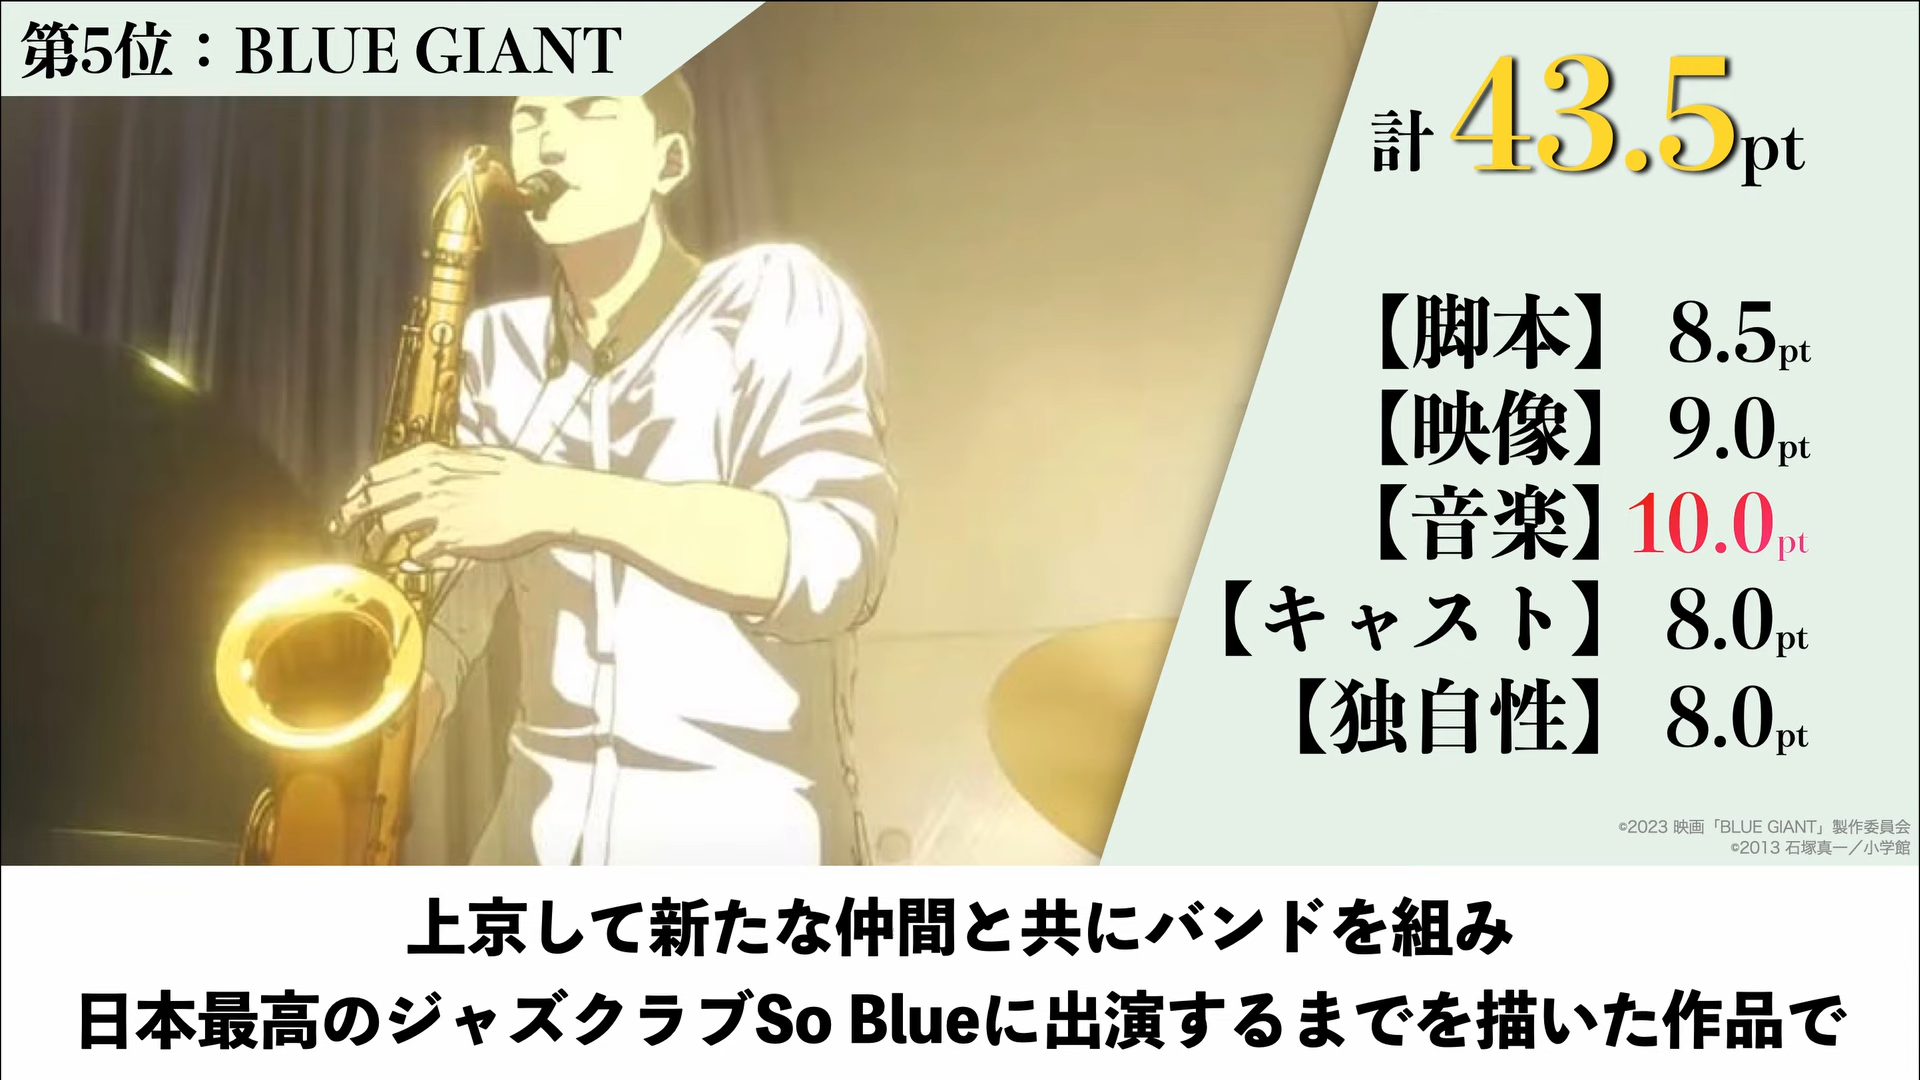 第5位：BLUE GIANT
計 43.5pt
【脚本】 8.5pt
【映像】 9.0pt
【音楽】 10.0pt
【キャスト】 8.0pt
【独自性】 8.0pt
©2023 映画「BLUE GIANT」製作委員会
©2013 石塚真一／小学館
上京して新たな仲間と共にバンドを組み
日本最高のジャズクラブSo Blueに出演するまでを描いた作品で